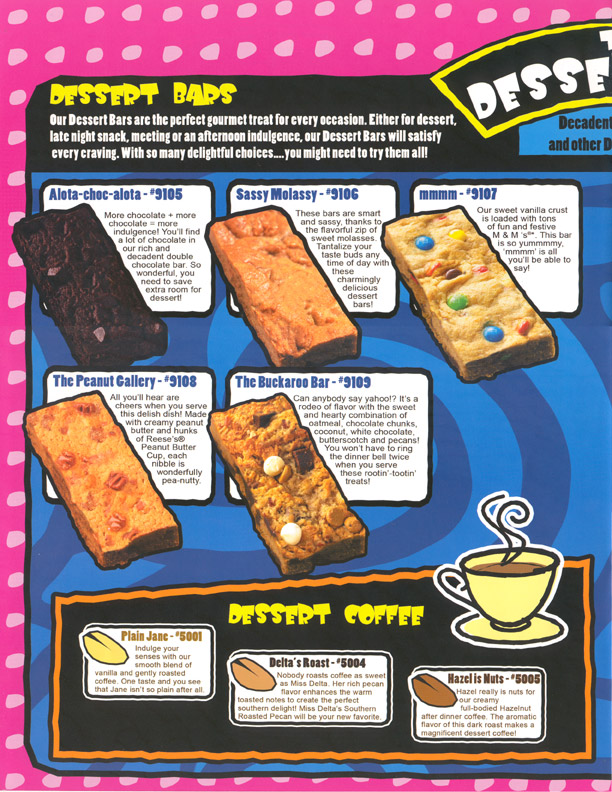 T
DESSE
Decadent
and other D
DESSERT BARS
Our Dessert Bars are the perfect gourmet treat for every occasion. Either for dessert,
late night snack, meeting or an afternoon indulgence, our Dessert Bars will satisfy
every craving. With so many delightful choices....you might need to try them all!
Alota-choc-alota - #9105
More chocolate + more
chocolate = more
indulgence! You'll find
a lot of chocolate in
our rich and
decadent double
chocolate bar. So
wonderful, you
need to save
extra room for
dessert!
Sassy Molassy - #9106
These bars are smart
and sassy, thanks to
the flavorful zip of
sweet molasses.
Tantalize your
taste buds any
time of day with
these
charmingly
delicious
dessert
bars!
mmmm - #9107
Our sweet vanilla crust
is loaded with tons
of fun and festive
M & M 's®*. This bar
is so yummmmy,
'mmmm' is all
you'll be able to
say!
The Peanut Gallery - #9108
All you'll hear are
cheers when you serve
this delish dish! Made
with creamy peanut
butter and hunks
of Reese's®
Peanut Butter
Cup, each
nibble is
wonderfully
pea-nutty.
The Buckaroo Bar - #9109
Can anybody say yahoo!? It's a
rodeo of flavor with the sweet
and hearty combination of
oatmeal, chocolate chunks,
coconut, white chocolate,
butterscotch and pecans!
You won't have to ring
the dinner bell twice
when you serve
these rootin'-tootin'
treats!
DESSERT COFFEE
Plain Jane - #5001
Indulge your
senses with our
smooth blend of
vanilla and gently roasted
coffee. One taste and you see
that Jane isn't so plain after all.
Delta's Roast - #5004
Nobody roasts coffee as sweet
as Miss Delta. Her rich pecan
flavor enhances the warm
toasted notes to create the perfect
southern delight! Miss Delta's Southern
Roasted Pecan will be your new favorite.
Hazel is Nuts - #5005
Hazel really is nuts for
our creamy
full-bodied Hazelnut
after dinner coffee. The aromatic
flavor of this dark roast makes a
magnificent dessert coffee!